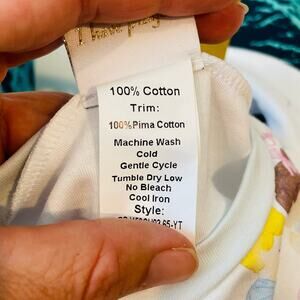 100% Cotton
Trim:
100%Pima Cotton
Machine Wash
Cold
Gentle Cycle
Tumble Dry Low
No Bleach
Cool Iron
Style: